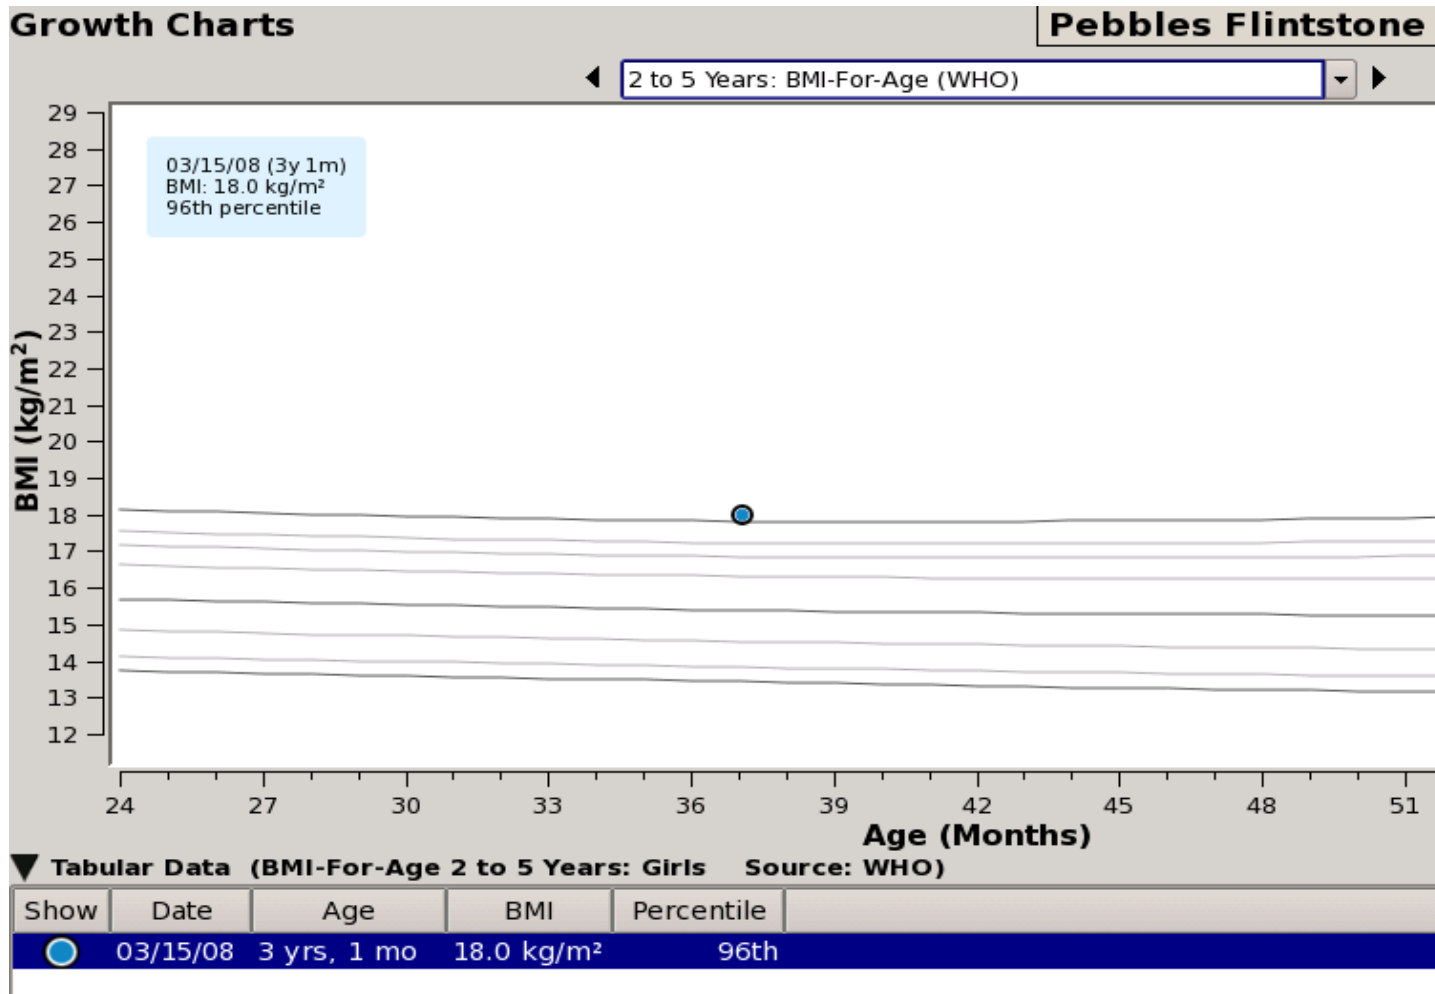 Growth Charts
Pebbles Flintstone
2 to 5 Years: BMI-For-Age (WHO)
29
28
27
26
25
24
23
22
21
20
19
18
17
16
15
14
13
12
BMI (kg/m²)
03/15/08 (3y 1m)
BMI: 18.0 kg/m²
96th percentile
24 27 30 33 36 39 42 45 48 51
Age (Months)
Tabular Data (BMI-For-Age 2 to 5 Years: Girls Source: WHO)
Show Date Age BMI Percentile
03/15/08 3 yrs, 1 mo 18.0 kg/m² 96th